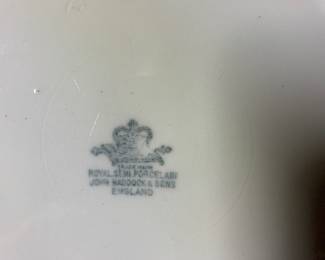 TRADE MARK
ROYAL SEMI PORCELAIN
JOHN MADDOCK & SONS
ENGLAND